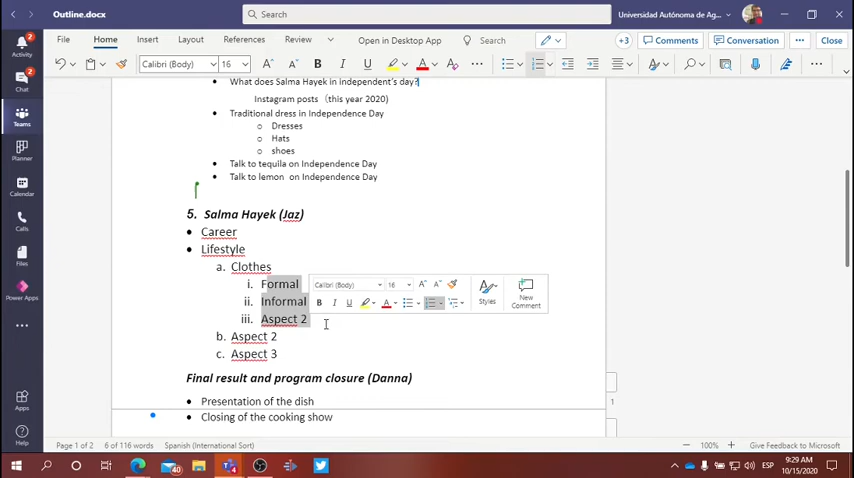 Outline.docx
Search
Universidad Autónoma de Ag...
File
Home
Insert
Layout
References
Review
Open in Desktop App
Search
+3
Comments
Conversation
Close
Calibri (Body)
16
A
B
I
U
A
Activity
2
Chat
2
Teams
Planner
Calendar
Calls
Files
Power Apps
Apps
Help
• What does Salma Hayek in independent's day?
Instagram posts (this year 2020)
• Traditional dress in Independence Day
o Dresses
o Hats
o shoes
• Talk to tequila on Independence Day
• Talk to lemon on Independence Day
5. Salma Hayek (Jaz)
• Career
• Lifestyle
a. Clothes
i. Formal
ii. Informal
iii. Aspect 2
b. Aspect 2
c. Aspect 3
Calibri (Body)
16
B
I
U
A
Styles
New
Comment
Final result and program closure (Danna)
• Presentation of the dish
• Closing of the cooking show
1
Page 1 of 2
6 of 116 words
Spanish (International Sort)
100%
Give Feedback to Microsoft
40
ESP
9:29 AM
10/15/2020